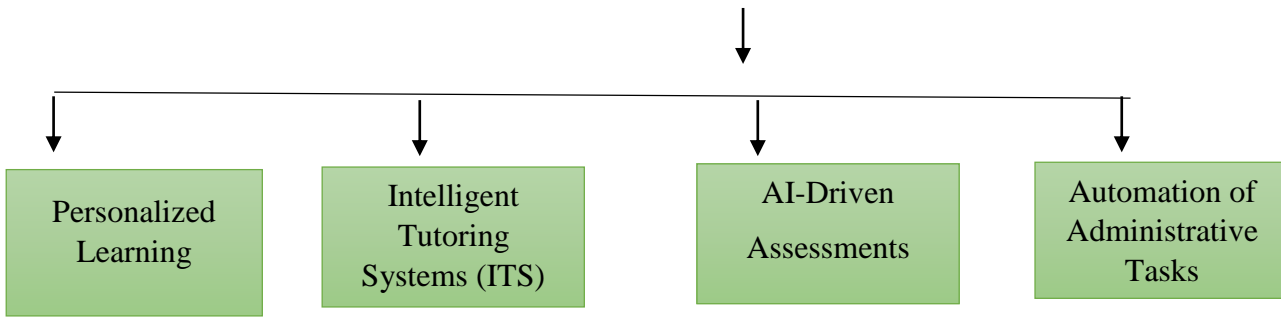 Personalized
Learning
Intelligent
Tutoring
Systems (ITS)
AI-Driven
Assessments
Automation of
Administrative
Tasks